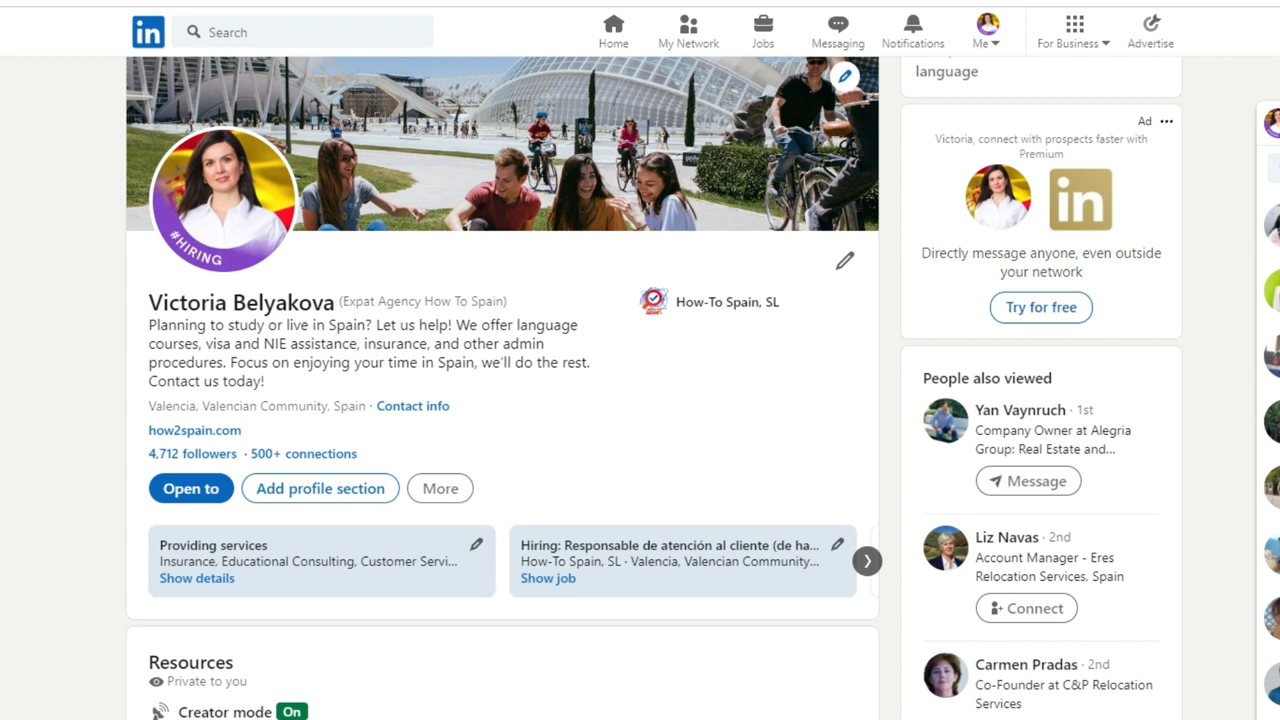 in
Search
Home
My Network
Jobs
Messaging
Notifications
Me
For Business
Advertise
#HIRING
Victoria Belyakova (Expat Agency How To Spain)
How-To Spain, SL
Planning to study or live in Spain? Let us help! We offer language
courses, visa and NIE assistance, insurance, and other admin
procedures. Focus on enjoying your time in Spain, we'll do the rest.
Contact us today!
Valencia, Valencian Community, Spain · Contact info
how2spain.com
4,712 followers · 500+ connections
Open to
Add profile section
More
Providing services
Insurance, Educational Consulting, Customer Servi...
Show details
Hiring: Responsable de atención al cliente (de ha...
How-To Spain, SL · Valencia, Valencian Community...
Show job
Resources
Private to you
Creator mode On
language
Ad
Victoria, connect with prospects faster with
Premium
in
Directly message anyone, even outside
your network
Try for free
People also viewed
Yan Vaynruch · 1st
Company Owner at Alegria
Group: Real Estate and...
Message
Liz Navas · 2nd
Account Manager - Eres
Relocation Services, Spain
Connect
Carmen Pradas · 2nd
Co-Founder at C&P Relocation
Services